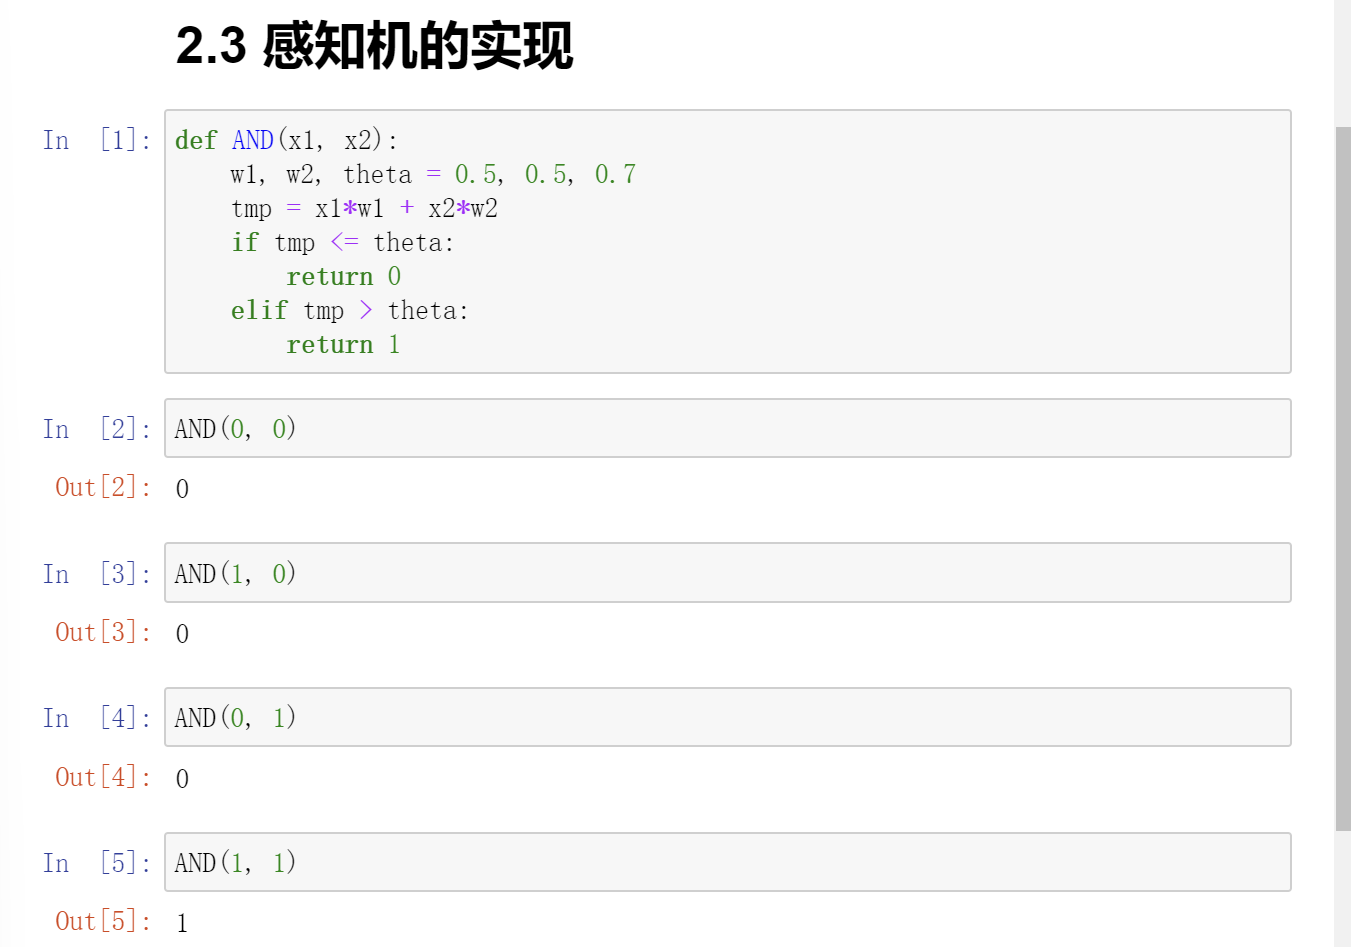 2.3 感知机的实现
In [1]: def AND(x1, x2):
    w1, w2, theta = 0.5, 0.5, 0.7
    tmp = x1*w1 + x2*w2
    if tmp <= theta:
        return 0
    elif tmp > theta:
        return 1
In [2]: AND(0, 0)
Out[2]: 0
In [3]: AND(1, 0)
Out[3]: 0
In [4]: AND(0, 1)
Out[4]: 0
In [5]: AND(1, 1)
Out[5]: 1